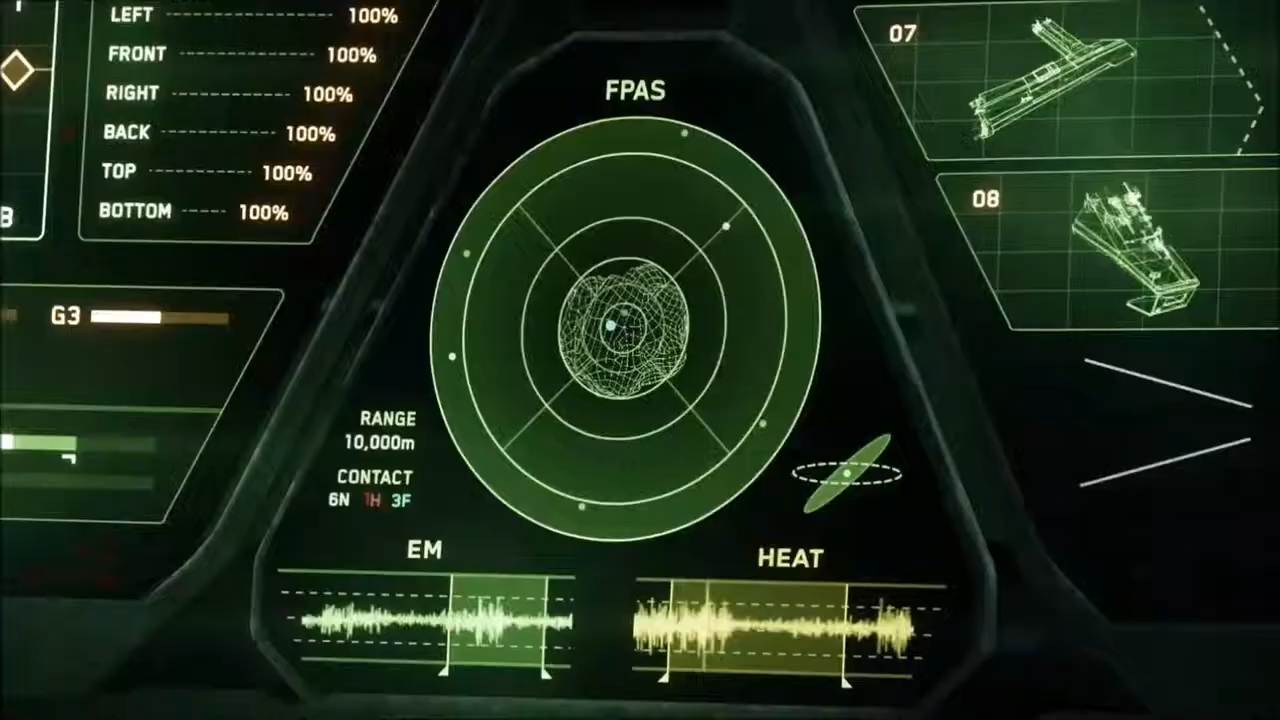 LEFT 100%
FRONT 100%
RIGHT 100%
BACK 100%
TOP 100%
BOTTOM 100%
B
G3
FPAS
RANGE
10,000m
CONTACT
6N 1H 3F
EM
HEAT
07
08